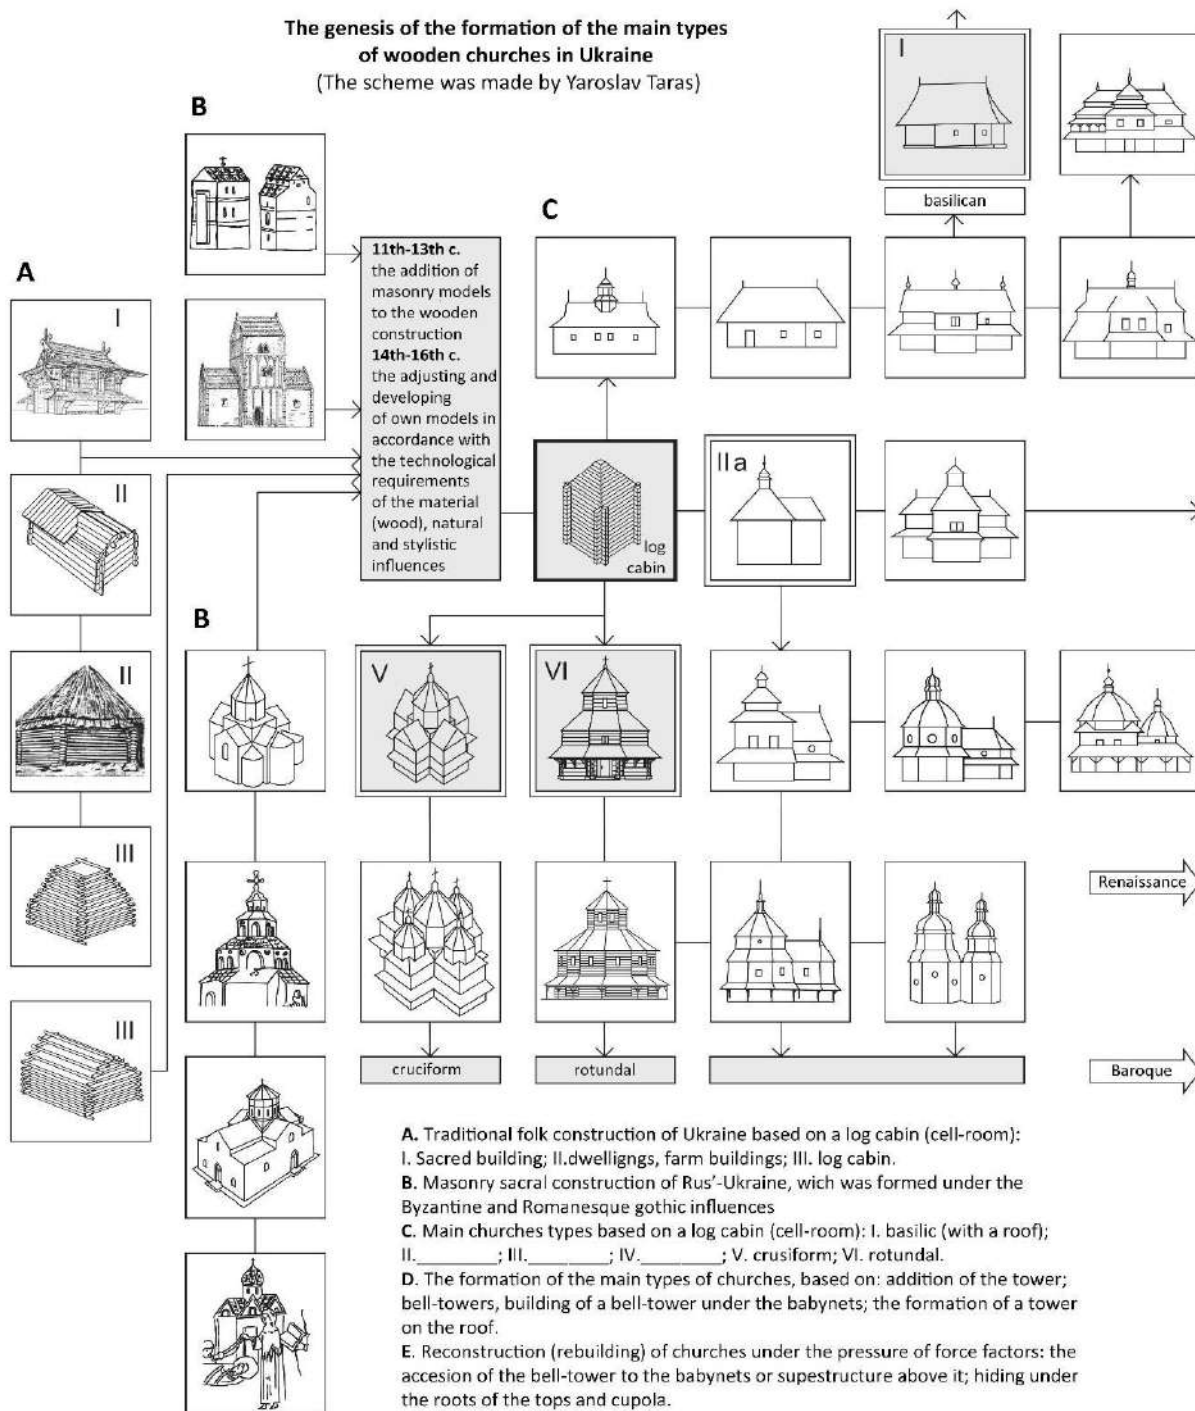 The genesis of the formation of the main types
of wooden churches in Ukraine
(The scheme was made by Yaroslav Taras)
B
I
basilican
C
11th-13th c.
the addition of
masonry models
to the wooden
construction
14th-16th c.
the adjusting and
developing
of own models in
accordance with
the technological
requirements
of the material
(wood), natural
and stylistic
influences
A
I
II
II
III
III
log
cabin
II a
B
V
VI
Renaissance
cruciform
rotundal
Baroque
A. Traditional folk construction of Ukraine based on a log cabin (cell-room):
I. Sacred building; II.dwelligngs, farm buildings; III. log cabin.
B. Masonry sacral construction of Rus'-Ukraine, wich was formed under the
Byzantine and Romanesque gothic influences
C. Main churches types based on a log cabin (cell-room): I. basilic (with a roof);
II.________; III.________; IV.________; V. crusiform; VI. rotundal.
D. The formation of the main types of churches, based on: addition of the tower;
bell-towers, building of a bell-tower under the babynets; the formation of a tower
on the roof.
E. Reconstruction (rebuilding) of churches under the pressure of force factors: the
accesion of the bell-tower to the babynets or supestructure above it; hiding under
the roots of the tops and cupola.